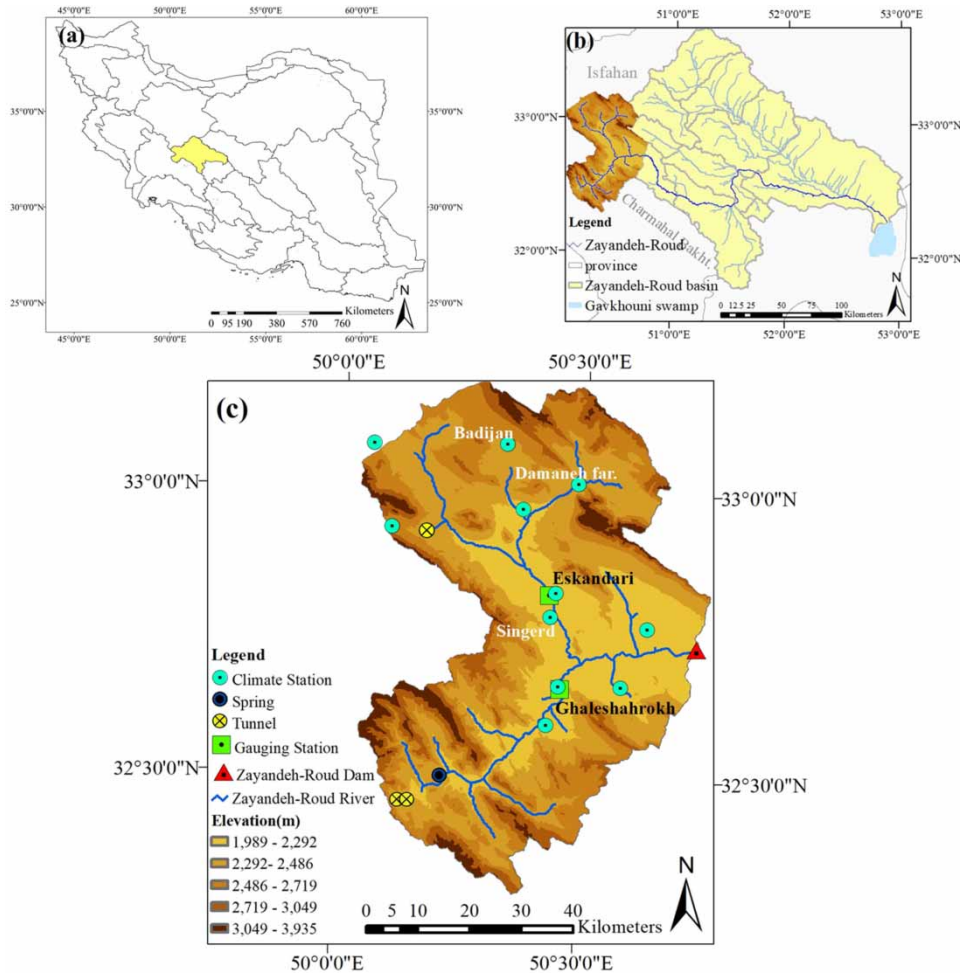 45°0'0"E 50°0'0"E 55°0'0"E 60°0'0"E
(a)
35°0'0"N
30°0'0"N
25°0'0"N
35°0'0"N
30°0'0"N
25°0'0"N
Kilometers
0 95 190 380 570 760
N
45°0'0"E 50°0'0"E 55°0'0"E 60°0'0"E
51°0'0"E 52°0'0"E 53°0'0"E
(b)
Isfahan
33°0'0"N
32°0'0"N
33°0'0"N
32°0'0"N
Charmahal Bakht.
Legend
Zayandeh-Roud
province
Zayandeh-Roud basin
Gavkhouni swamp
N
0 12.5 25 50 75 100
Kilometers
51°0'0"E 52°0'0"E 53°0'0"E
50°0'0"E 50°30'0"E
(c)
Badijan
Damaneh far.
33°0'0"N
33°0'0"N
Eskandari
Singerd
Ghaleshahrokh
32°30'0"N
32°30'0"N
Legend
Climate Station
Spring
Tunnel
Gauging Station
Zayandeh-Roud Dam
Zayandeh-Roud River
Elevation(m)
1,989 - 2,292
2,292- 2,486
2,486 - 2,719
2,719 - 3,049
3,049 - 3,935
N
0 5 10 20 30 40
Kilometers
50°0'0"E 50°30'0"E